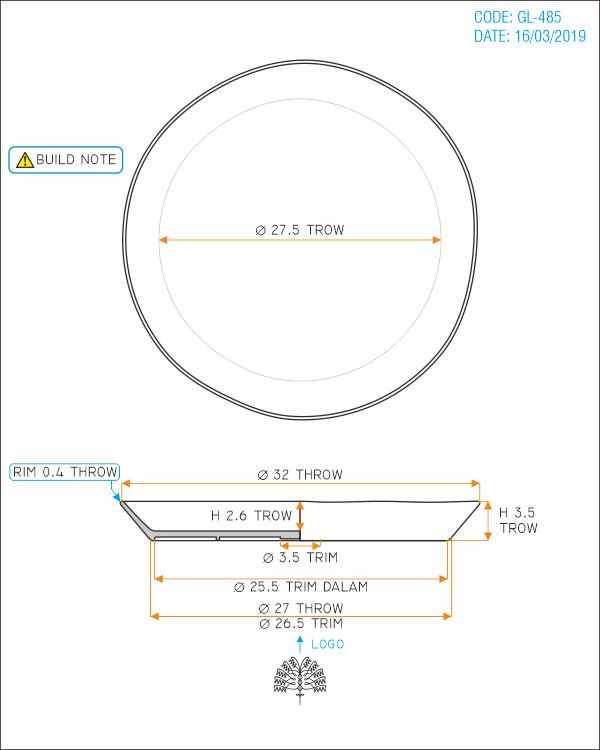 CODE: GL-485
DATE: 16/03/2019
BUILD NOTE
Ø 27.5 TROW
RIM 0.4 THROW
Ø 32 THROW
H 2.6 TROW
H 3.5
TROW
Ø 3.5 TRIM
Ø 25.5 TRIM DALAM
Ø 27 THROW
Ø 26.5 TRIM
LOGO